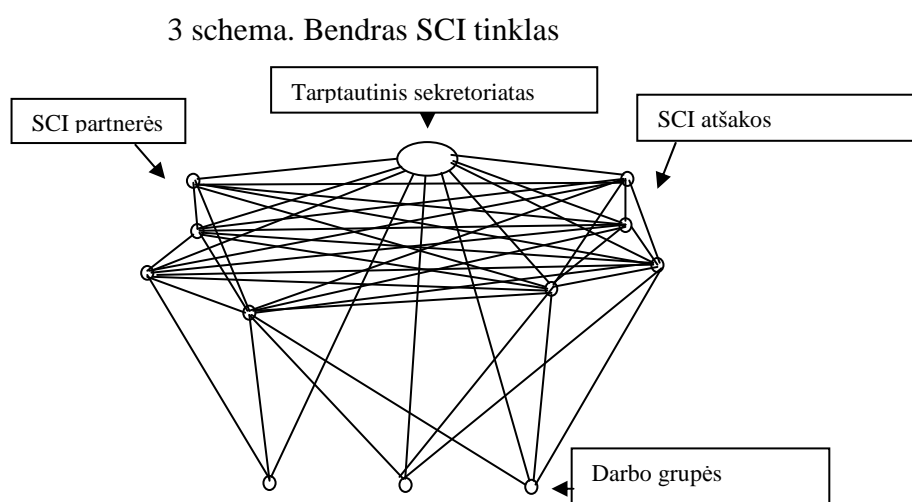 3 schema. Bendras SCI tinklas
Tarptautinis sekretoriatas
SCI partnerės
SCI atšakos
Darbo grupės